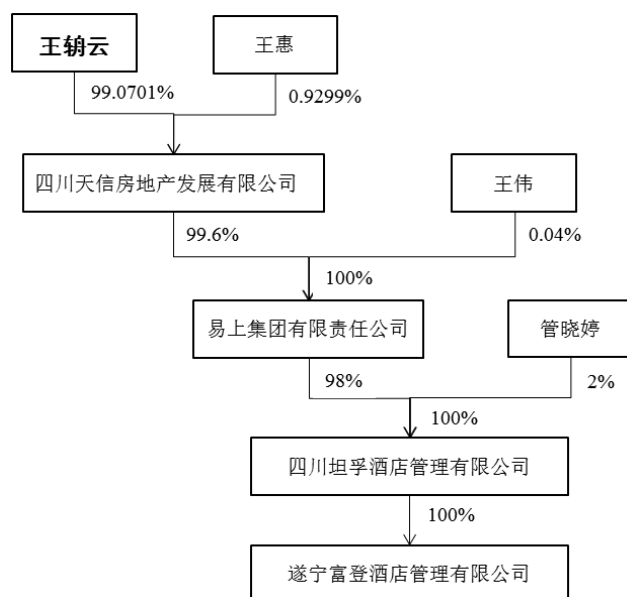 王惠
99.0701%
0.9299%
四川天信房地产发展有限公司
王伟
99.6%
0.04%
100%
易上集团有限责任公司
管晓婷
98%
2%
100%
四川坦孚酒店管理有限公司
100%
遂宁富登酒店管理有限公司